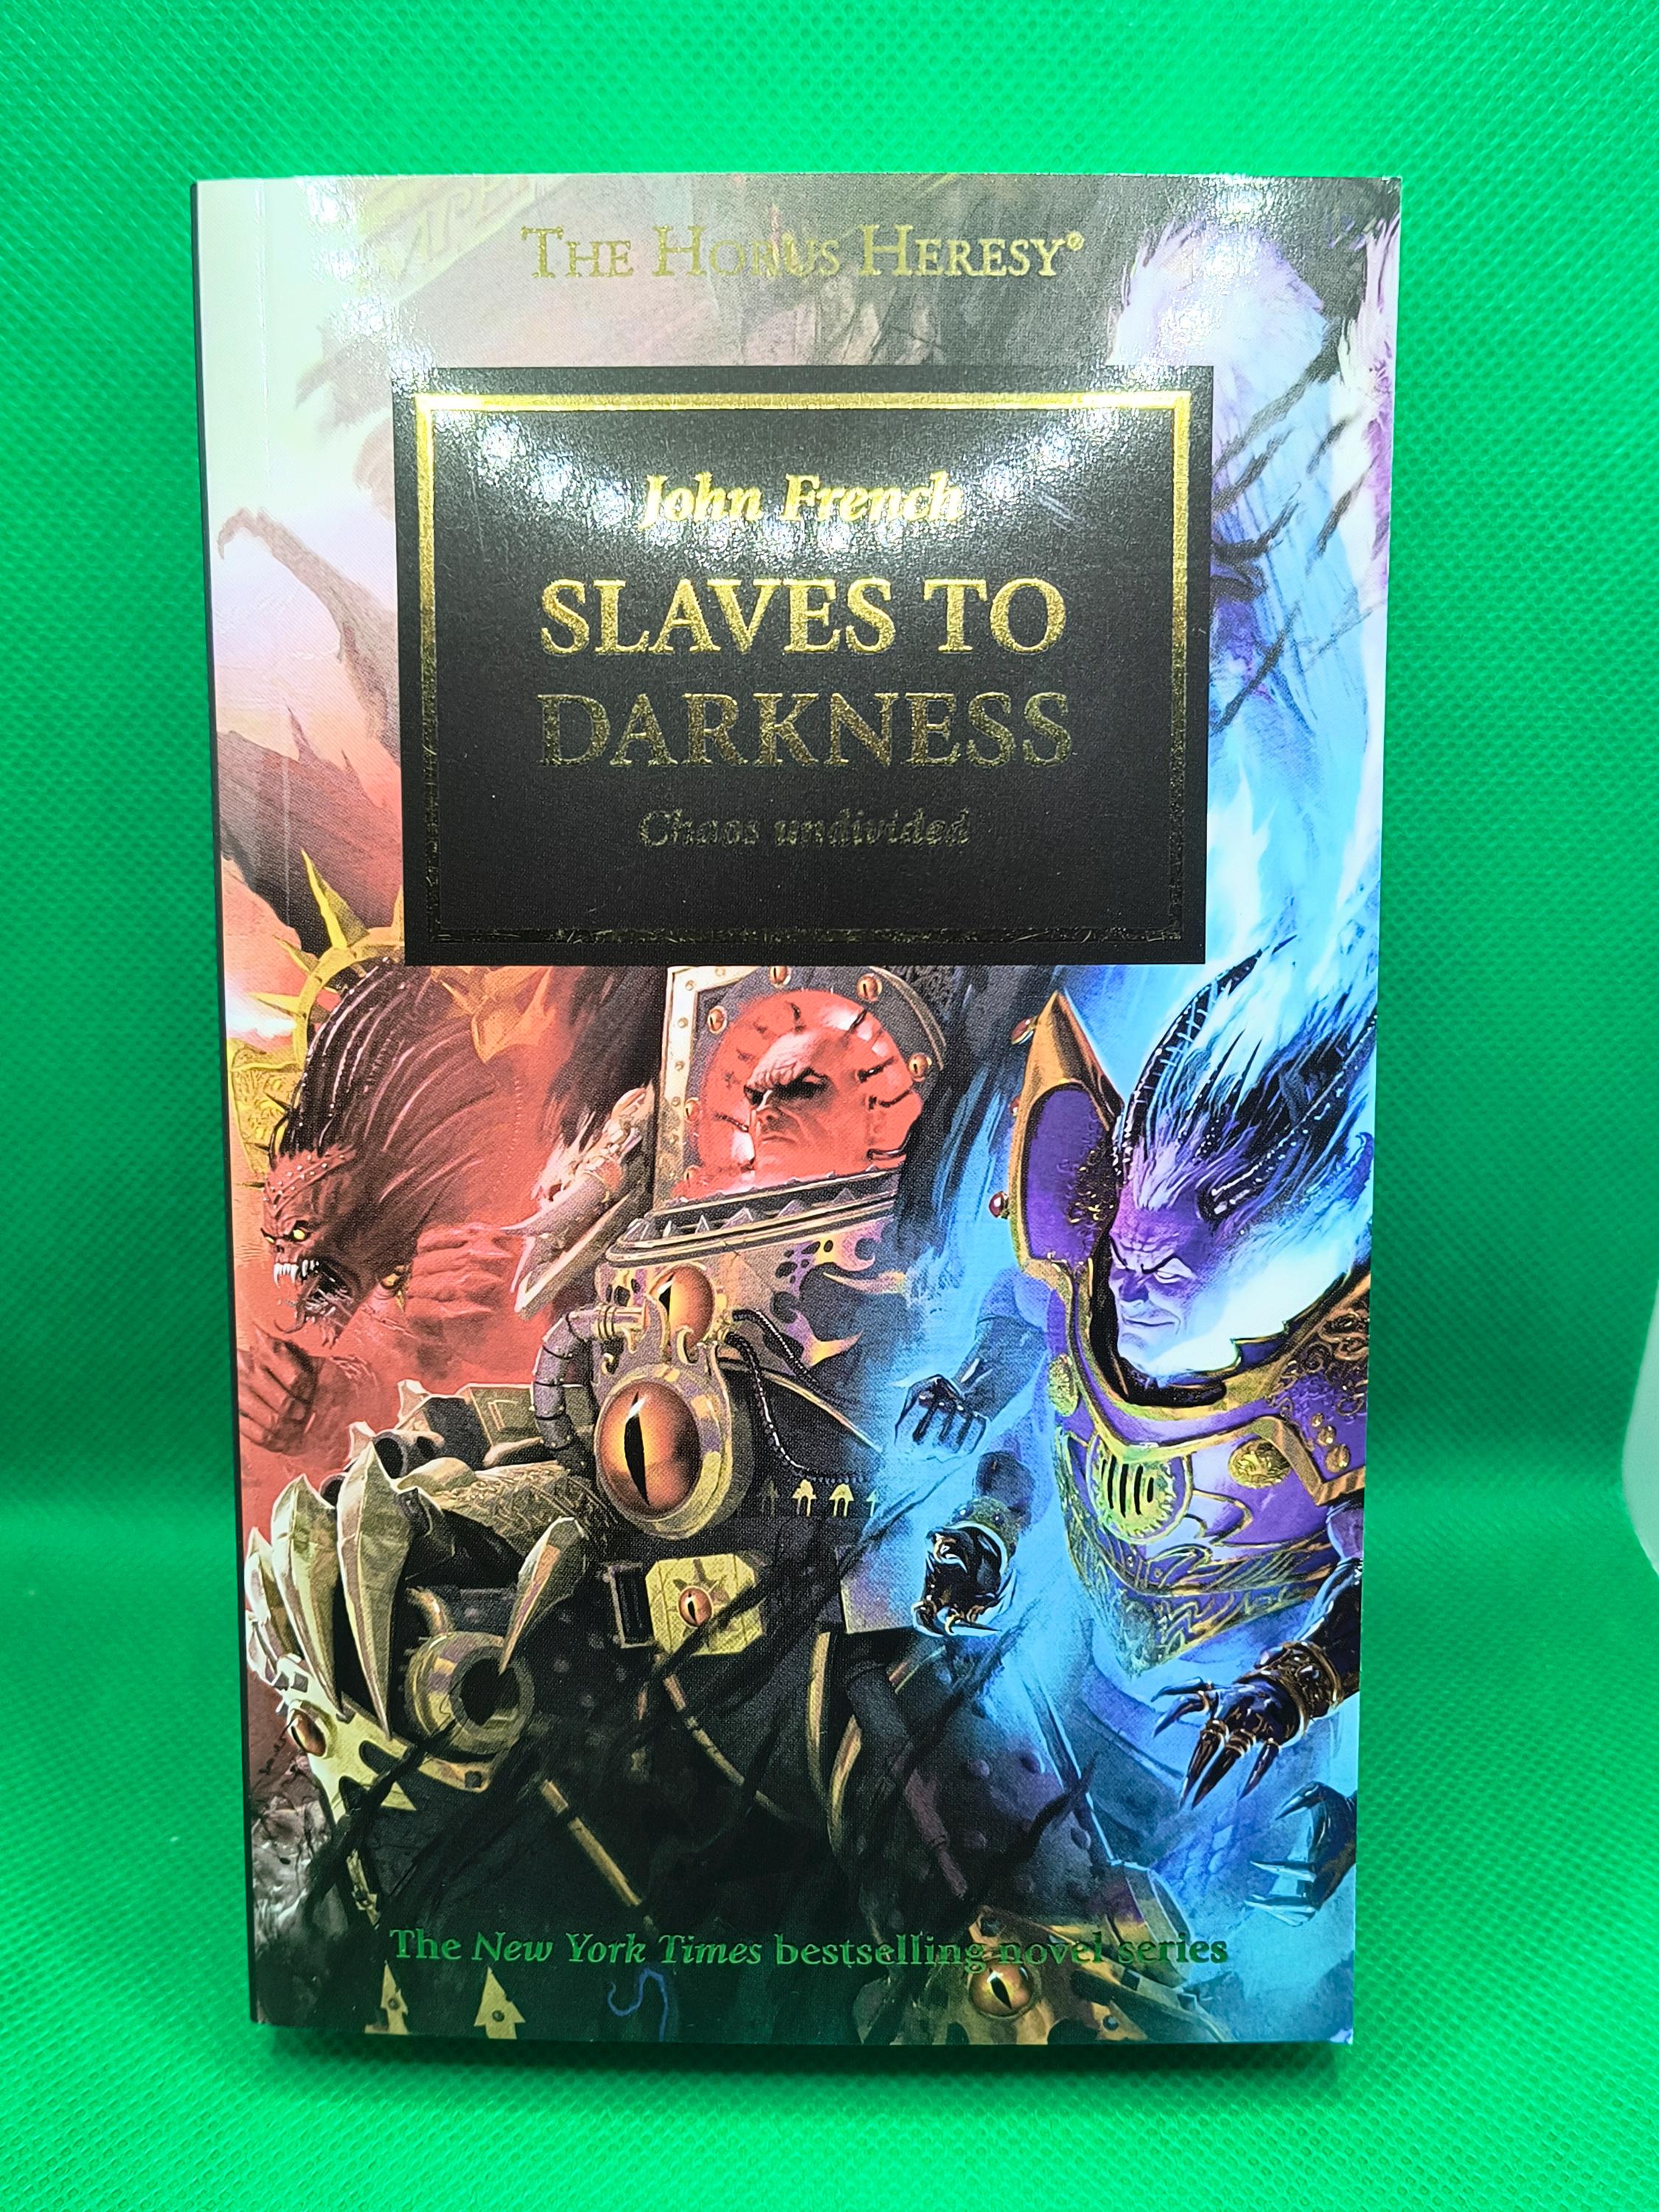 THE HORUS HERESY®
John French
SLAVES TO
DARKNESS
Chaos undivided
The New York Times bestselling novel series